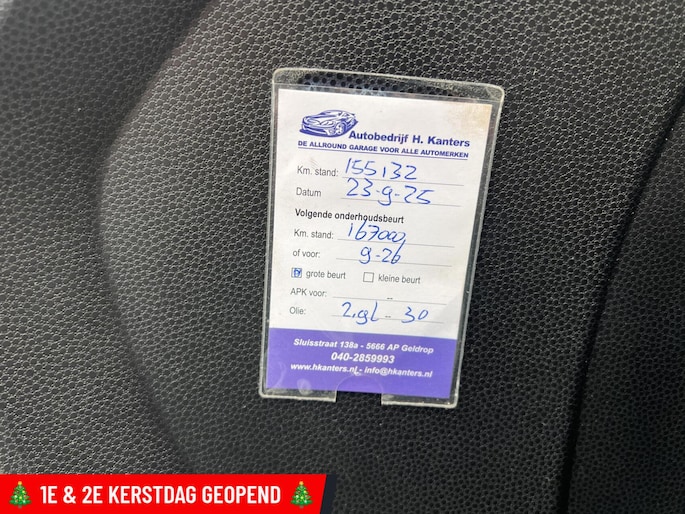 Autobedrijf H. Kanters
DE ALLROUND GARAGE VOOR ALLE AUTOMERKEN
Km. stand: 155132
Datum 23-9-25
Volgende onderhoudsbeurt
Km. stand: 167000
of voor: 9-26
grote beurt kleine beurt
APK voor:
Olie: 2.9L - 30
Sluisstraat 138a - 5666 AP Geldrop
040-2859993
www.hkanters.nl - info@hkanters.nl
1E & 2E KERSTDAG GEOPEND